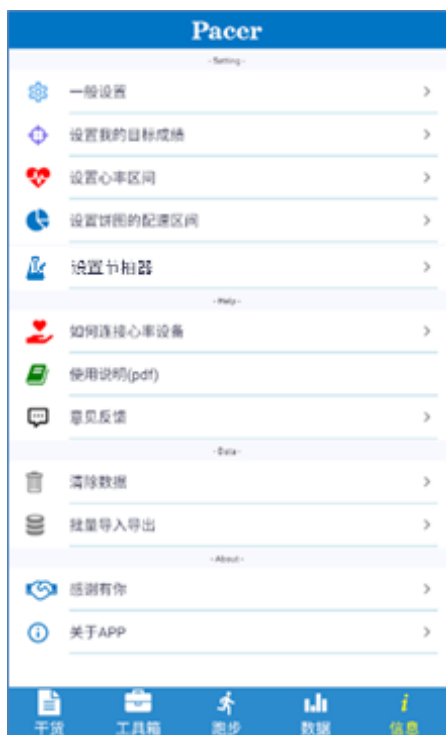 Pacer
- Setting -
一般设置
设置我的目标成绩
设置心率区间
设置饼图的配速区间
设置节拍器
- Help -
如何连接心率设备
使用说明(pdf)
意见反馈
- Data -
清除数据
批量导入导出
- About -
感谢有你
关于APP
干货 工具箱 跑步 数据 信息